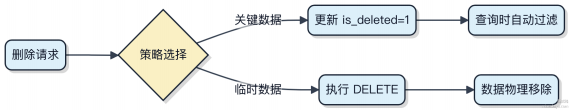 删除请求
策略选择
关键数据
更新 is_deleted=1
查询时自动过滤
临时数据
执行 DELETE
数据物理移除